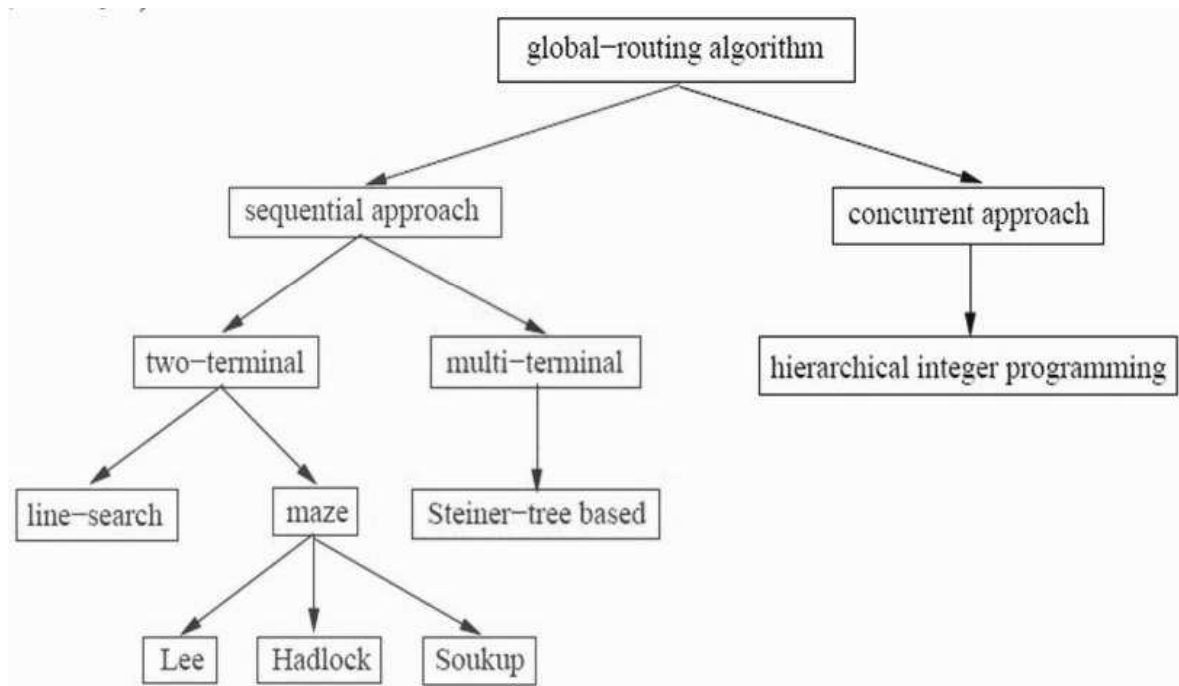 global-routing algorithm
sequential approach
concurrent approach
two-terminal
multi-terminal
hierarchical integer programming
line-search
maze
Steiner-tree based
Lee
Hadlock
Soukup